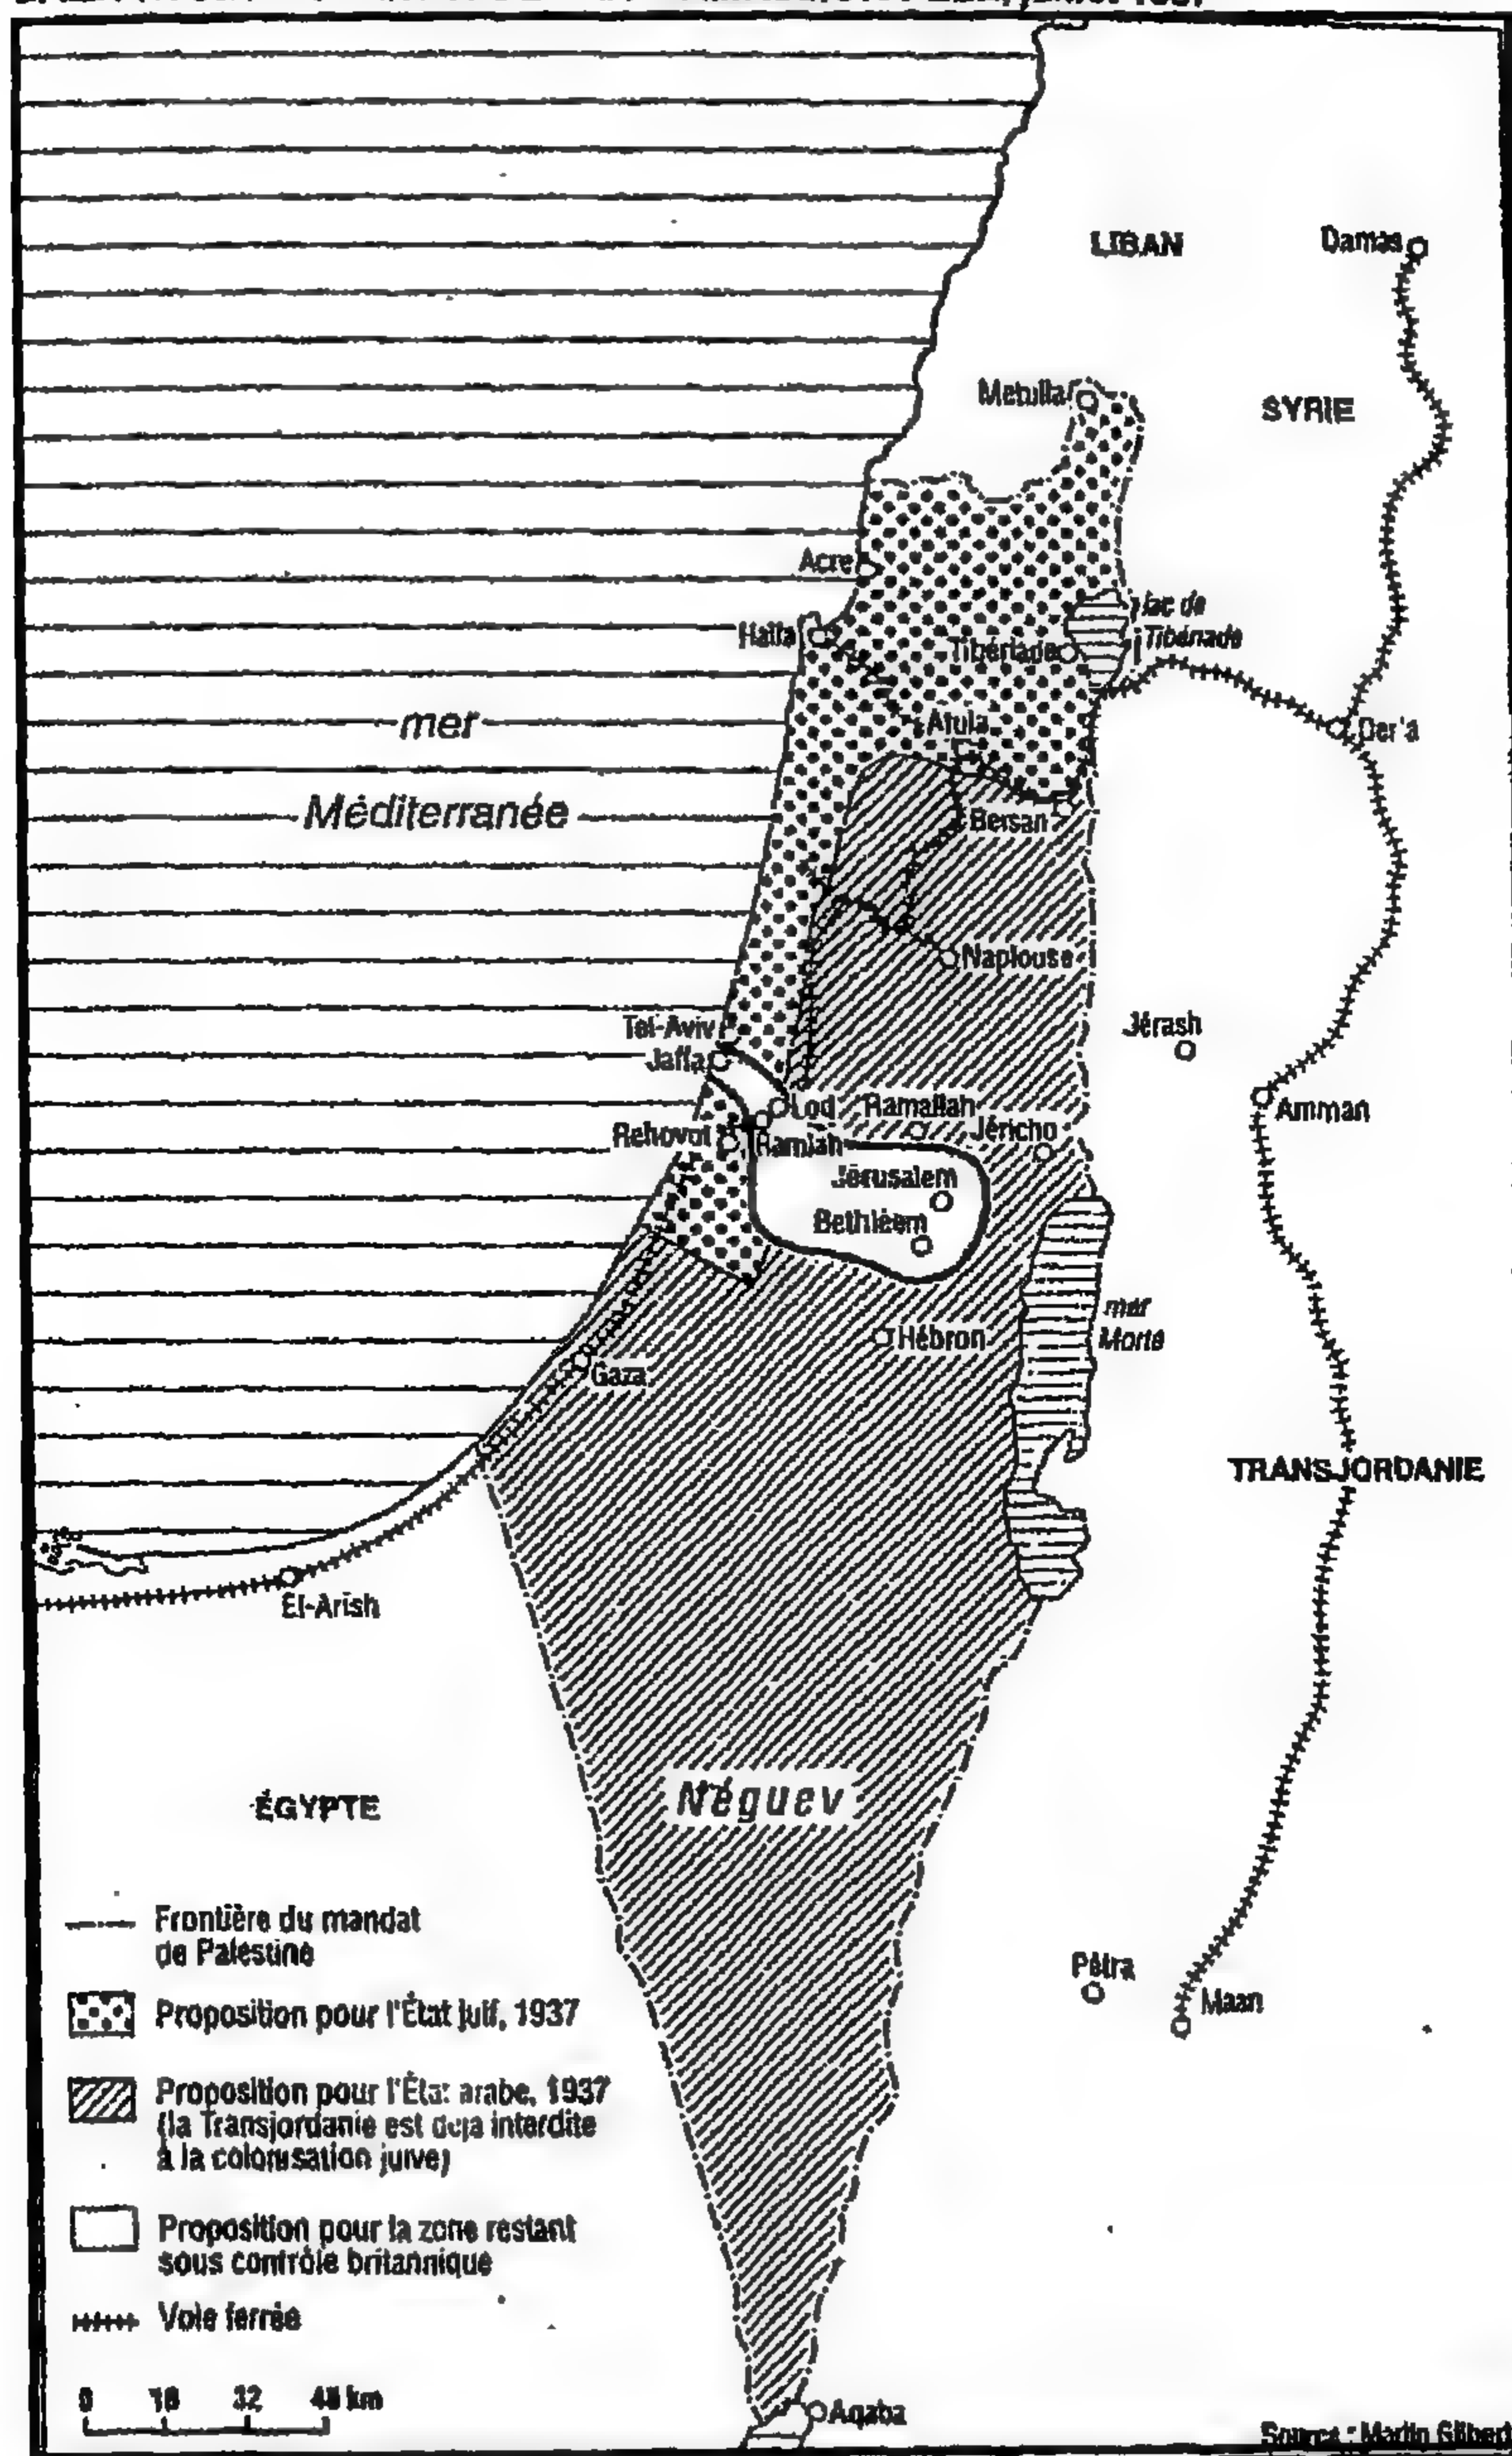 LIBAN
Damas
Metulla
SYRIE
Acre
lac de
Haïfa
Tibériade
Tibériade
mer
Afula
Der'a
Méditerranée
Bersan
Naplouse
Tel-Aviv
Jérash
Jaffa
Lod
Ramallah
Amman
Rehovot
Ramlah
Jéricho
Jérusalem
Bethléem
mer
Morte
Hébron
Gaza
TRANSJORDANIE
El-Arish
Néguev
ÉGYPTE
Frontière du mandat
de Palestine
Pétra
Maan
Proposition pour l'État juif, 1937
Proposition pour l'État arabe, 1937
(la Transjordanie est déjà interdite
à la colonisation juive)
Proposition pour la zone restant
sous contrôle britannique
Voie ferrée
0 16 32 48 km
Aqaba
Source : Martin Gilbert